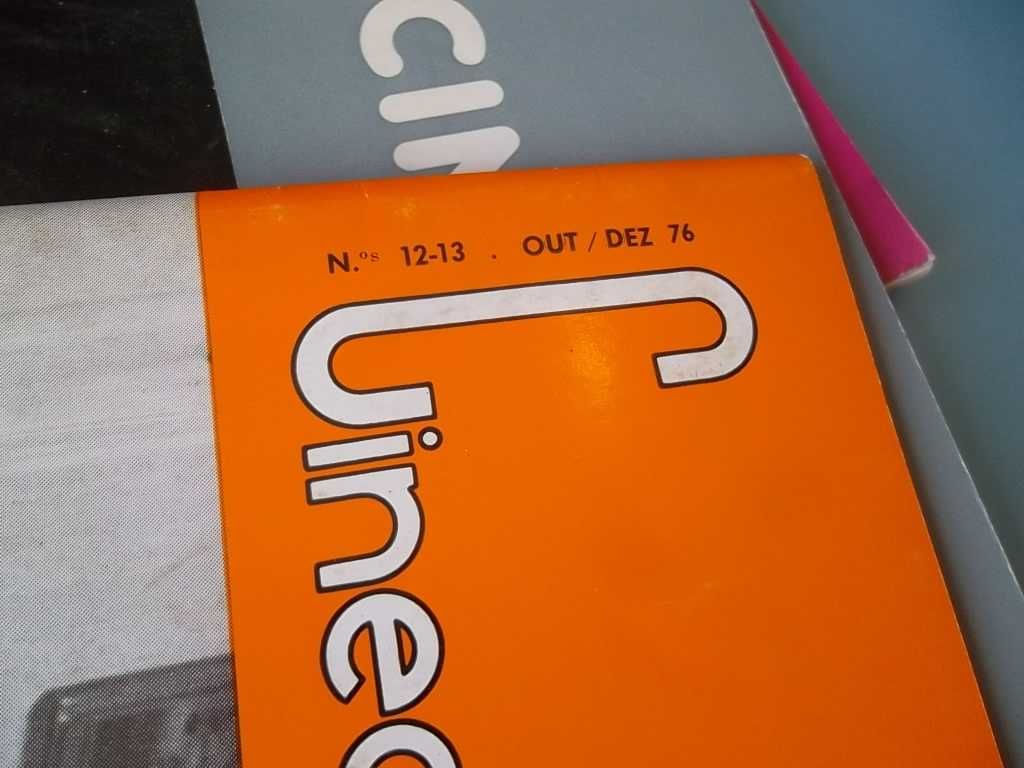 CIN
N.ºs 12-13 . OUT / DEZ 76
Cinec